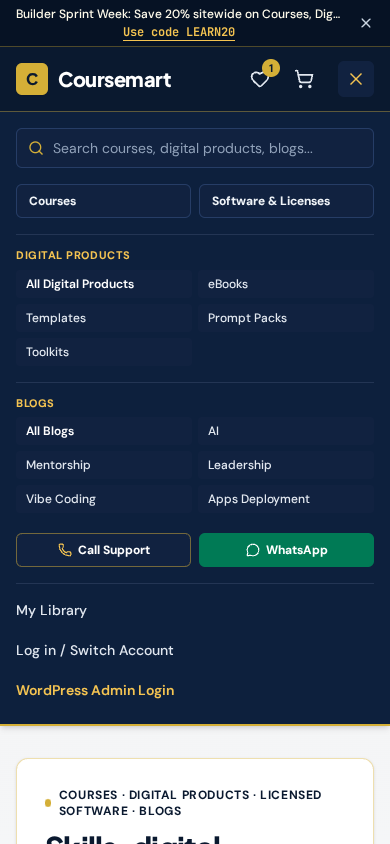 Builder Sprint Week: Save 20% sitewide on Courses, Dig...
Use code LEARN20
C Coursemart 1
Search courses, digital products, blogs...
Courses Software & Licenses
DIGITAL PRODUCTS
All Digital Products eBooks
Templates Prompt Packs
Toolkits
BLOGS
All Blogs AI
Mentorship Leadership
Vibe Coding Apps Deployment
Call Support WhatsApp
My Library
Log in / Switch Account
WordPress Admin Login
COURSES · DIGITAL PRODUCTS · LICENSED
SOFTWARE · BLOGS
Skills, digital